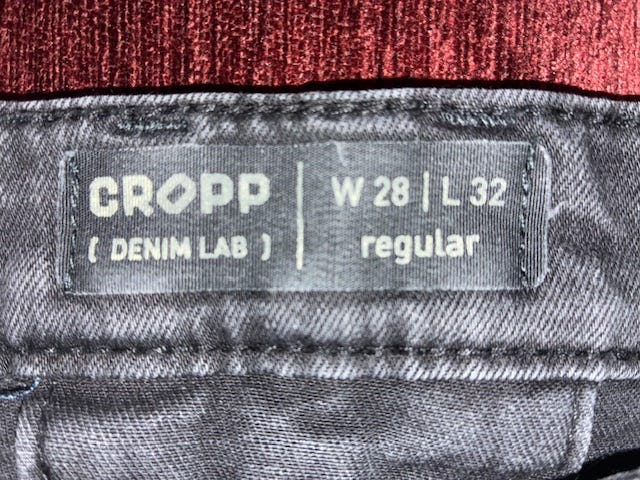 CROPP
( DENIM LAB )
W 28 | L 32
regular